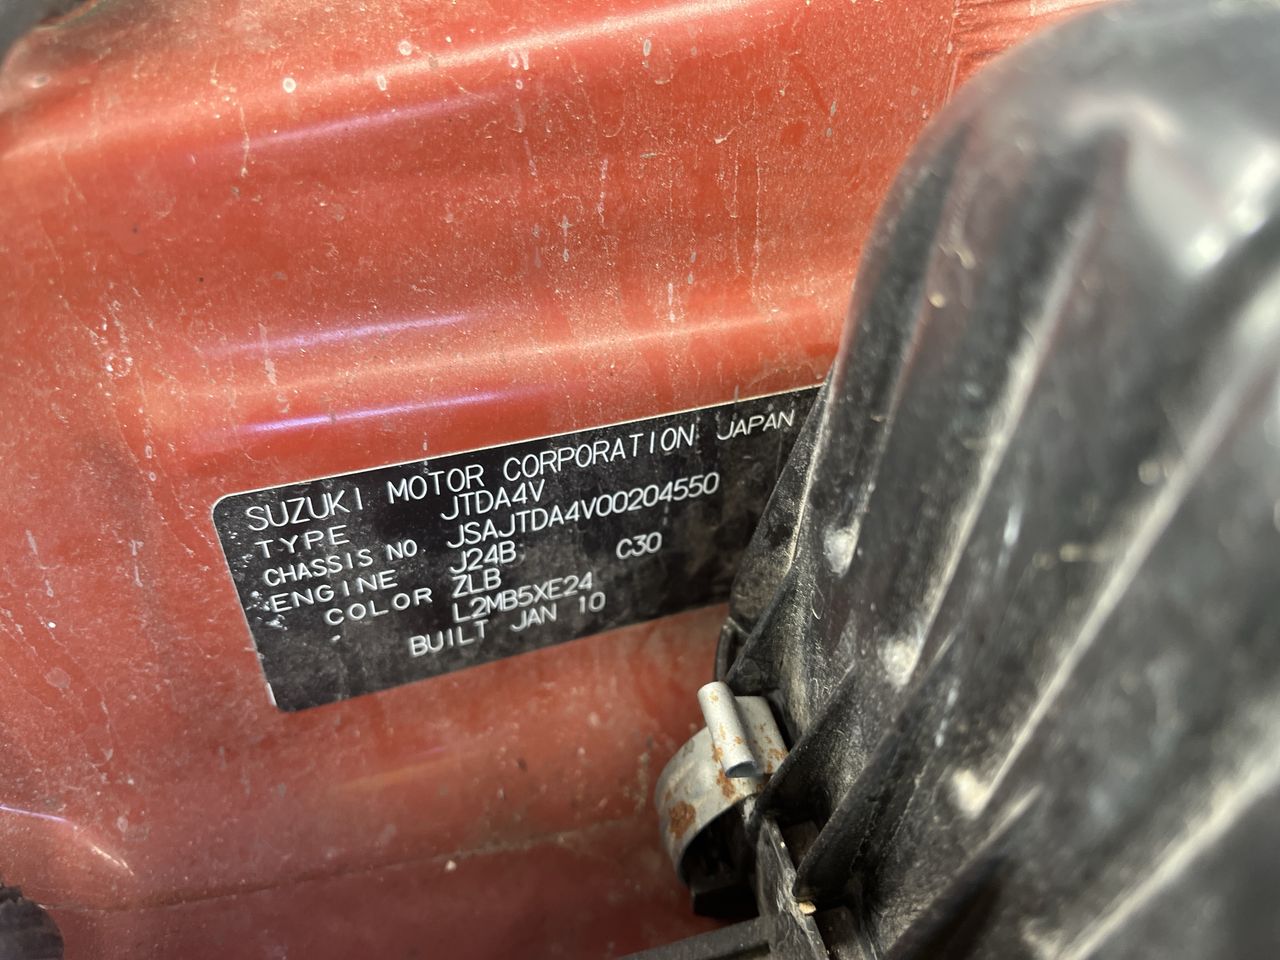 SUZUKI MOTOR CORPORATION JAPAN
TYPE JTDA4V
CHASSIS NO. JSAJTDA4V00204550
ENGINE J24B
COLOR ZLB C30
L2MB5XE24
BUILT JAN 10